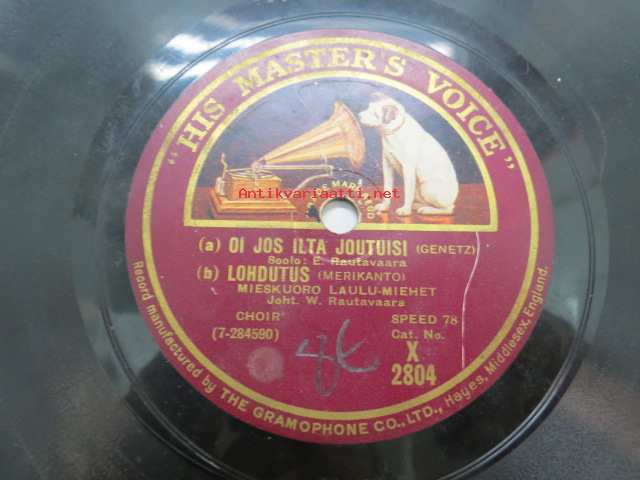 "HIS MASTER'S VOICE"
Antikvariaatti.net
(a) OI JOS ILTA JOUTUISI (GENETZ)
Soolo: E. Rautavaara
(b) LOHDUTUS (MERIKANTO)
MIESKUORO LAULU-MIEHET
Joht. W. Rautavaara
CHOIR
SPEED 78
(7-284590)
Cat. No.
X
2804
Record manufactured by THE GRAMOPHONE CO., LTD., Hayes, Middlesex, England.